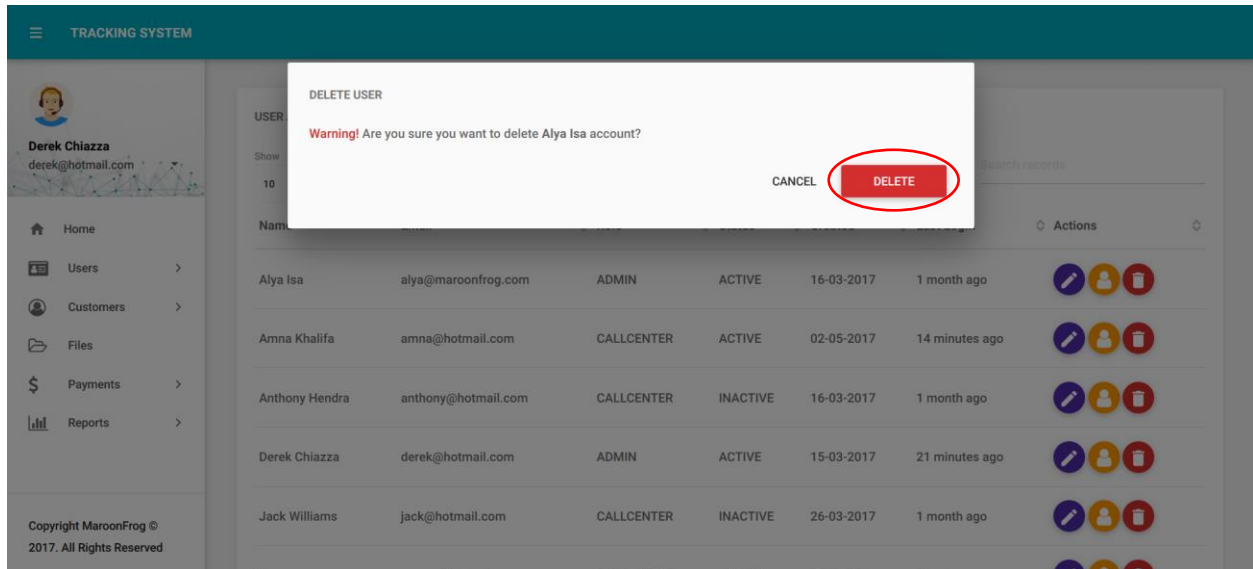 TRACKING SYSTEM
Derek Chiazza
derek@hotmail.com
Home
Users
Customers
Files
Payments
Reports
Copyright MaroonFrog ©
2017. All Rights Reserved
DELETE USER
Warning! Are you sure you want to delete Alya Isa account?
CANCEL DELETE
USER
Show
10
Search records
Actions
Alya Isa alya@maroonfrog.com ADMIN ACTIVE 16-03-2017 1 month ago
Amna Khalifa amna@hotmail.com CALLCENTER ACTIVE 02-05-2017 14 minutes ago
Anthony Hendra anthony@hotmail.com CALLCENTER INACTIVE 16-03-2017 1 month ago
Derek Chiazza derek@hotmail.com ADMIN ACTIVE 15-03-2017 21 minutes ago
Jack Williams jack@hotmail.com CALLCENTER INACTIVE 26-03-2017 1 month ago